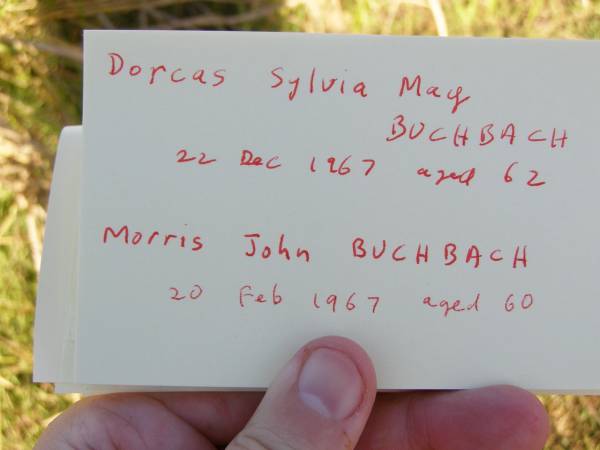 Dorcas Sylvia May
BUCHBACH
22 Dec 1967 aged 62
Morris John BUCHBACH
20 Feb 1967 aged 60